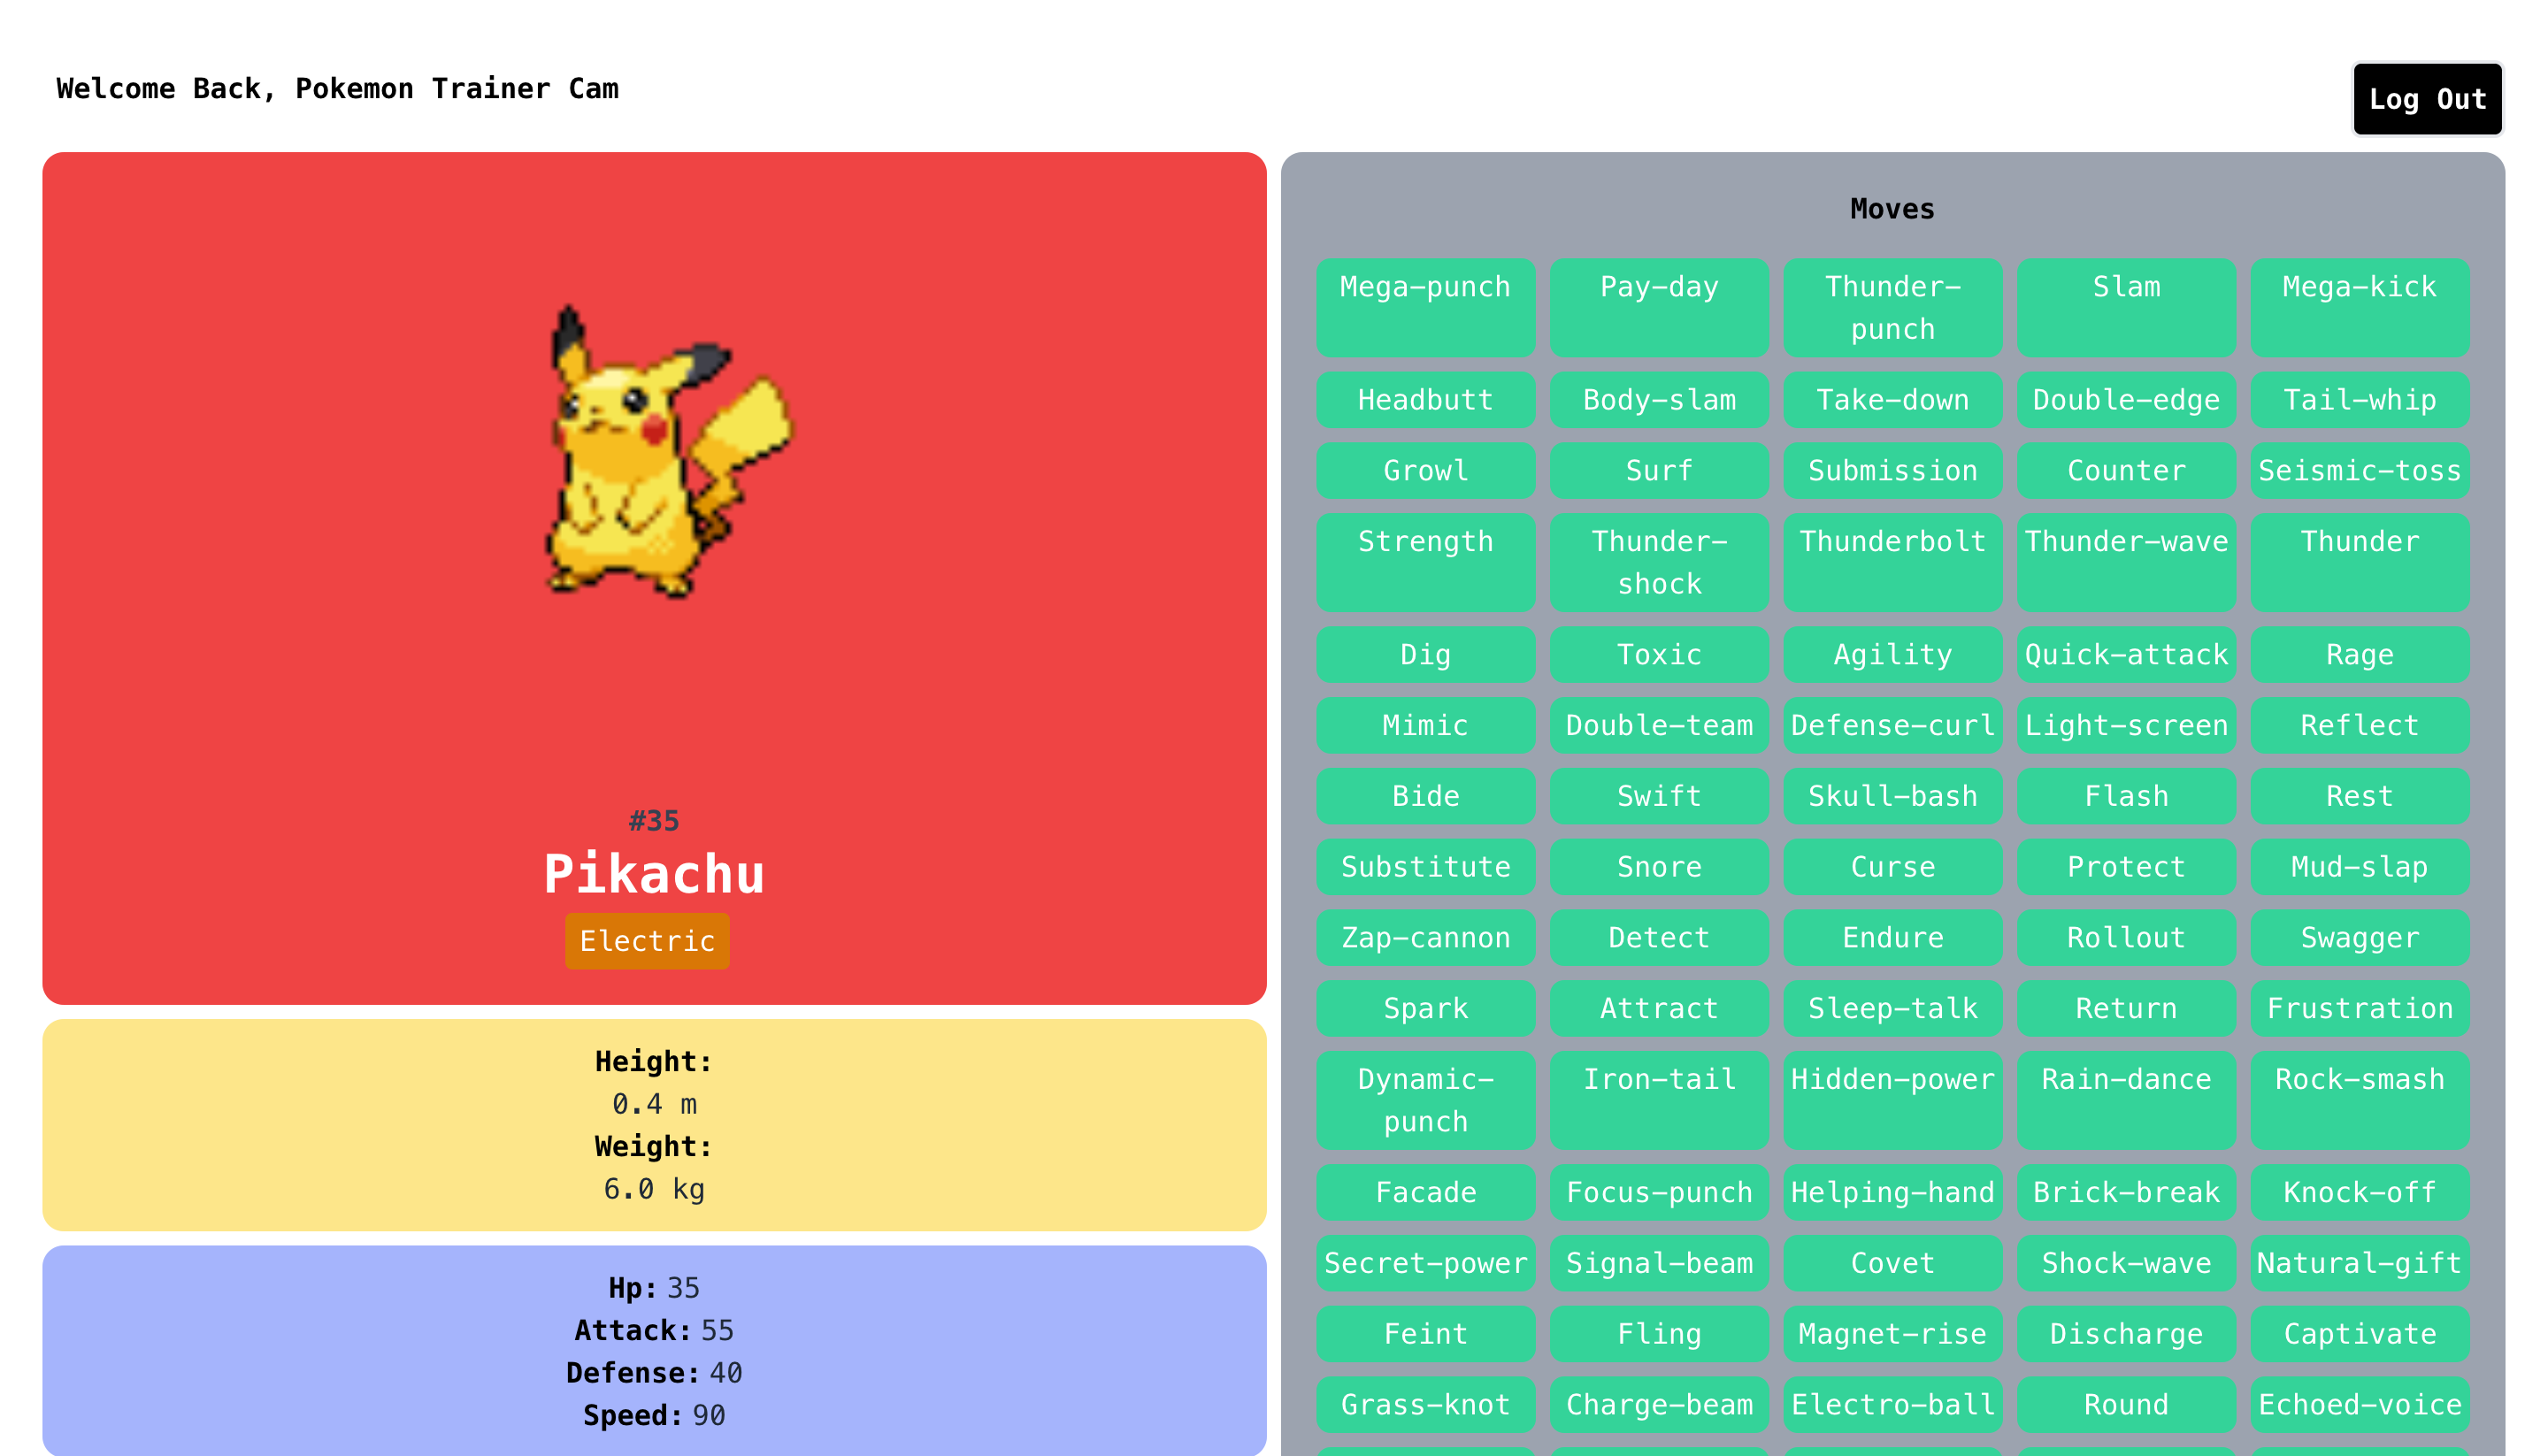 Welcome Back, Pokemon Trainer Cam
Log Out
#35
Pikachu
Electric
Height:
0.4 m
Weight:
6.0 kg
Hp: 35
Attack: 55
Defense: 40
Speed: 90
Moves
Mega-punch Pay-day Thunder-punch Slam Mega-kick
Headbutt Body-slam Take-down Double-edge Tail-whip
Growl Surf Submission Counter Seismic-toss
Strength Thunder-shock Thunderbolt Thunder-wave Thunder
Dig Toxic Agility Quick-attack Rage
Mimic Double-team Defense-curl Light-screen Reflect
Bide Swift Skull-bash Flash Rest
Substitute Snore Curse Protect Mud-slap
Zap-cannon Detect Endure Rollout Swagger
Spark Attract Sleep-talk Return Frustration
Dynamic-punch Iron-tail Hidden-power Rain-dance Rock-smash
Facade Focus-punch Helping-hand Brick-break Knock-off
Secret-power Signal-beam Covet Shock-wave Natural-gift
Feint Fling Magnet-rise Discharge Captivate
Grass-knot Charge-beam Electro-ball Round Echoed-voice